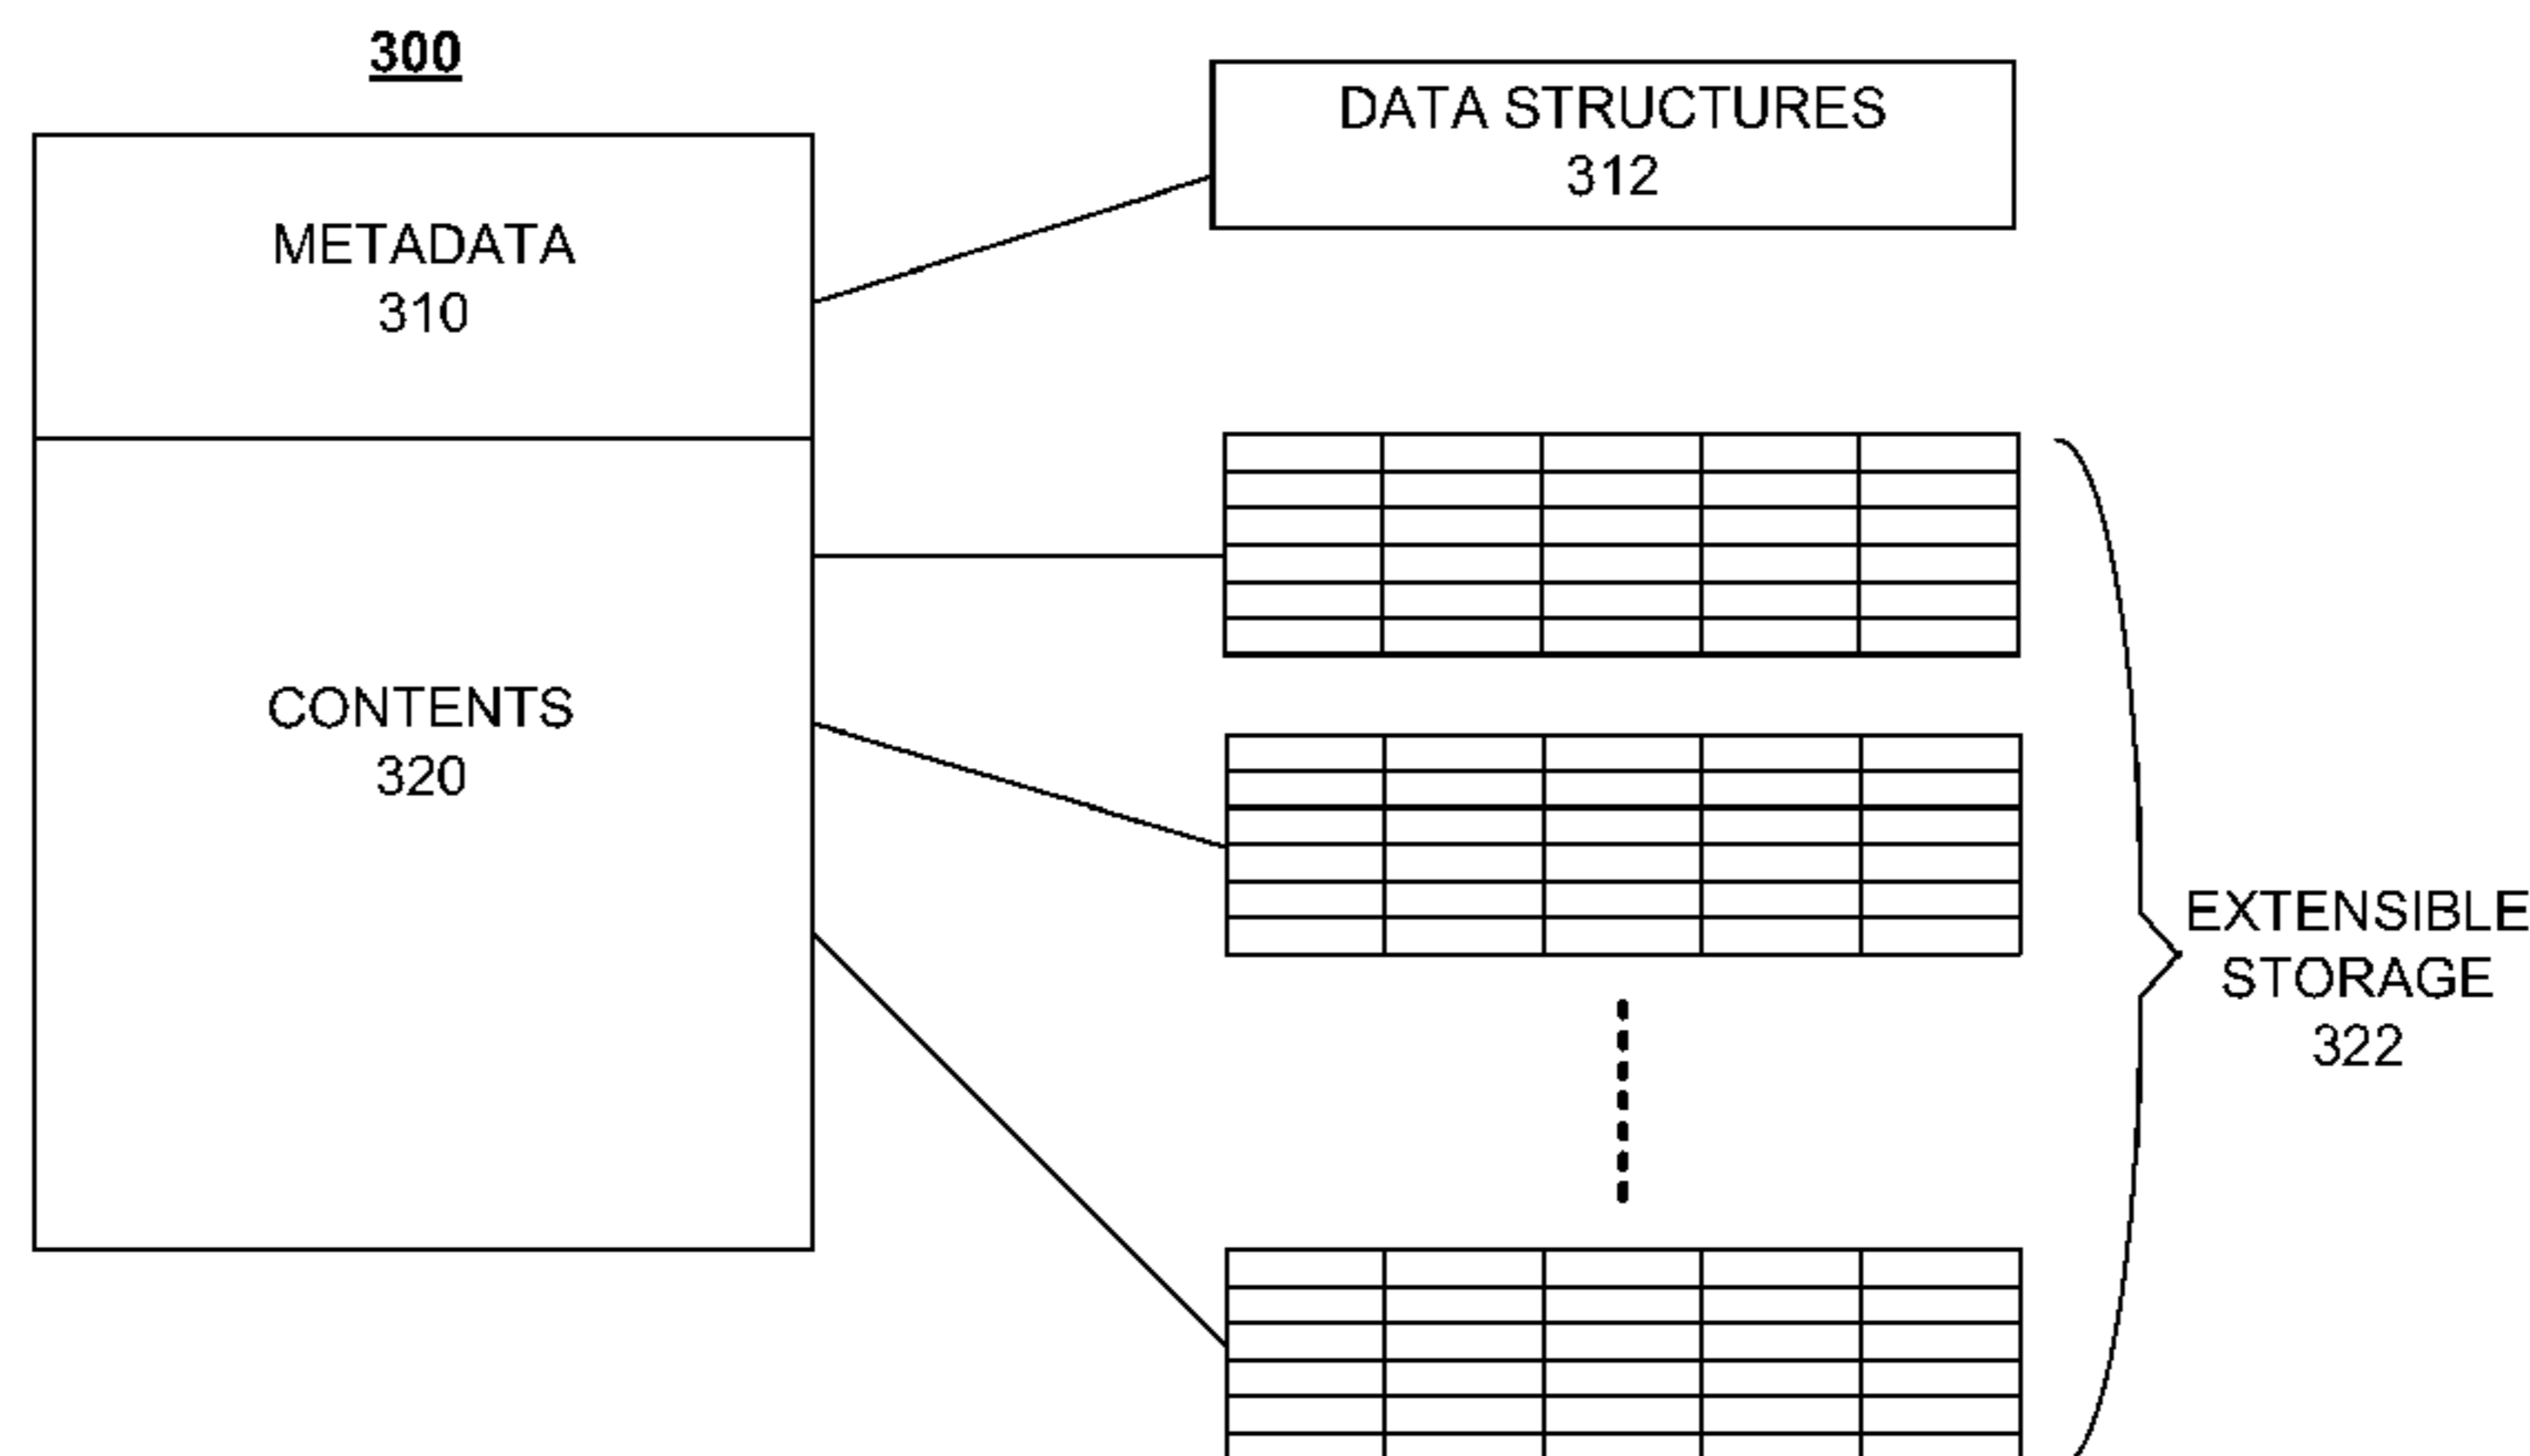 300
METADATA
310
CONTENTS
320
DATA STRUCTURES
312
EXTENSIBLE
STORAGE
322